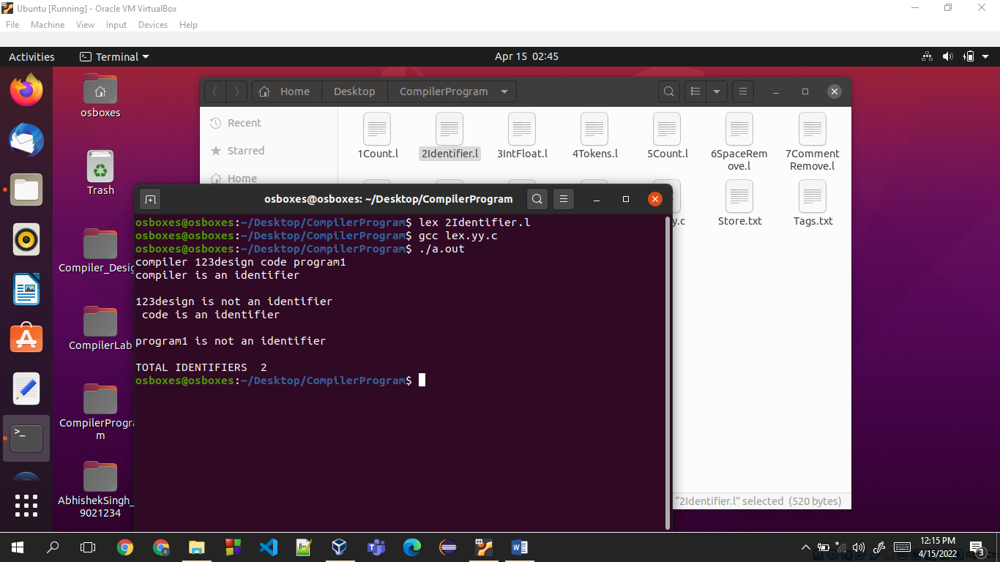 Ubuntu [Running] - Oracle VM VirtualBox
File Machine View Input Devices Help
Activities Terminal Apr 15 02:45
Home Desktop CompilerProgram
osboxes
Trash
Compiler_Desig
CompilerLab
CompilerProgra
m
AbhishekSingh_
9021234
Recent
Starred
Home
1Count.l 2Identifier.l 3IntFloat.l 4Tokens.l 5Count.l 6SpaceRem
ove.l 7Comment
Remove.l
y.c Store.txt Tags.txt
osboxes@osboxes: ~/Desktop/CompilerProgram
osboxes@osboxes:~/Desktop/CompilerProgram$ lex 2Identifier.l
osboxes@osboxes:~/Desktop/CompilerProgram$ gcc lex.yy.c
osboxes@osboxes:~/Desktop/CompilerProgram$ ./a.out
compiler 123design code program1
compiler is an identifier
123design is not an identifier
code is an identifier
program1 is not an identifier
TOTAL IDENTIFIERS 2
osboxes@osboxes:~/Desktop/CompilerProgram$
"2Identifier.l" selected (520 bytes)
12:15 PM
4/15/2022
3